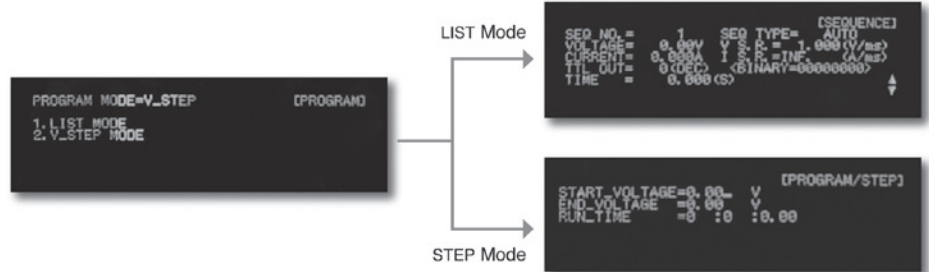 PROGRAM MODE=V_STEP [PROGRAM]
1.LIST MODE
2.V_STEP MODE
LIST Mode
[SEQUENCE]
SEQ NO.= 1 SEQ TYPE= AUTO
VOLTAGE= 0.00V V S.R.= 1.000(V/ms)
CURRENT= 0.000A I S.R.=INF. (A/ms)
TTL OUT= 0(DEC) <BINARY=00000000>
TIME = 0.000(S)
STEP Mode
[PROGRAM/STEP]
START_VOLTAGE=0.00_ V
END_VOLTAGE =0.00 V
RUN_TIME =0 :0 :0.00